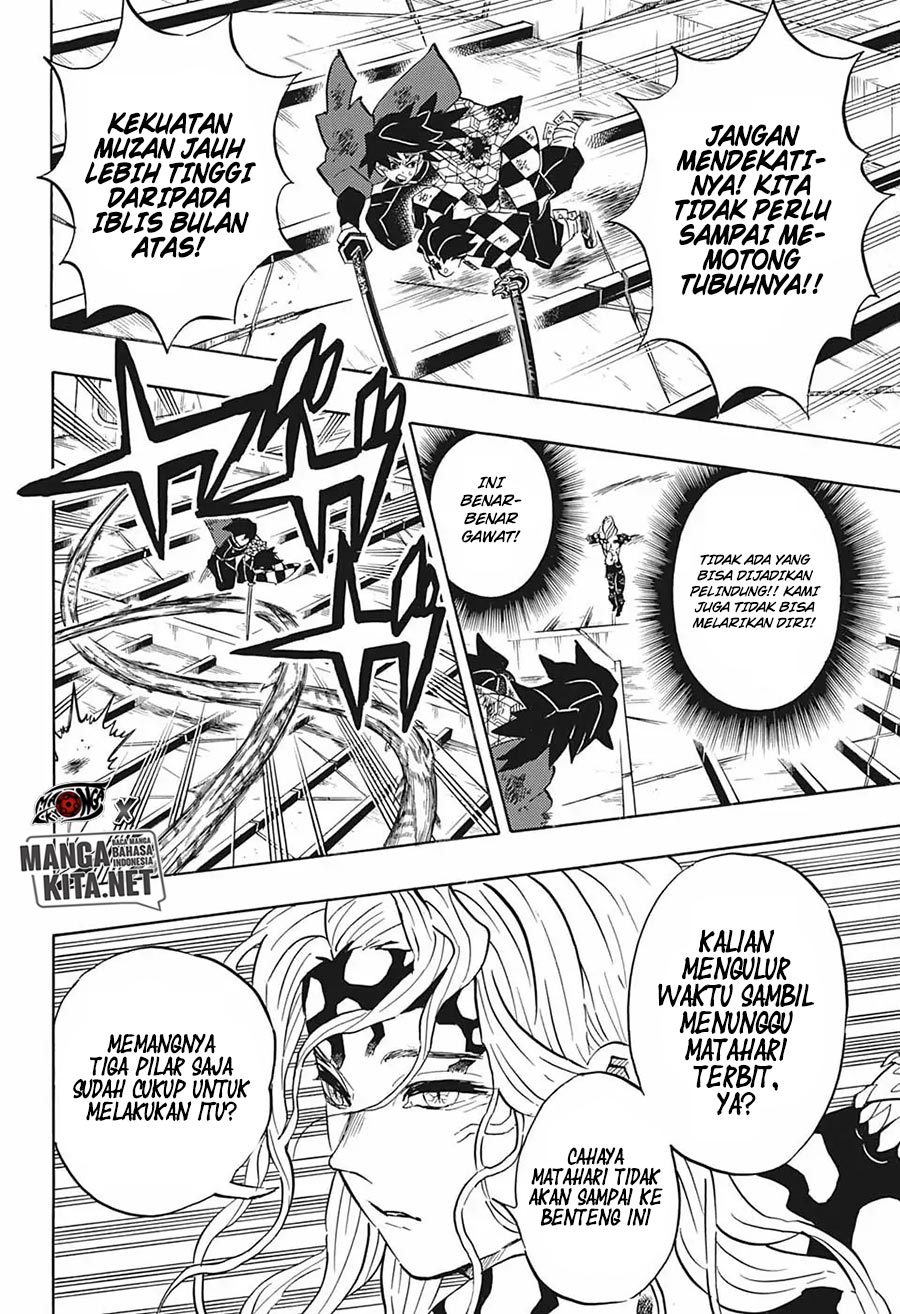 JANGAN
MENDEKATI-
NYA! KITA
TIDAK PERLU
SAMPAI ME-
MOTONG
TUBUHNYA!!
KEKUATAN
MUZAN JAUH
LEBIH TINGGI
DARIPADA
IBLIS BULAN
ATAS!
TIDAK ADA YANG
BISA DIJADIKAN
PELINDUNG!! KAMI
JUGA TIDAK BISA
MELARIKAN DIRI!
INI
BENAR-
BENAR
GAWAT!
KALIAN
MENGULUR
WAKTU SAMBIL
MENUNGGU
MATAHARI
TERBIT,
YA?
CAHAYA
MATAHARI TIDAK
AKAN SAMPAI KE
BENTENG INI
MEMANGNYA
TIGA PILAR SAJA
SUDAH CUKUP UNTUK
MELAKUKAN ITU?
X
MANGA
KITA.NET
BACA MANGA
BAHASA
INDONESIA